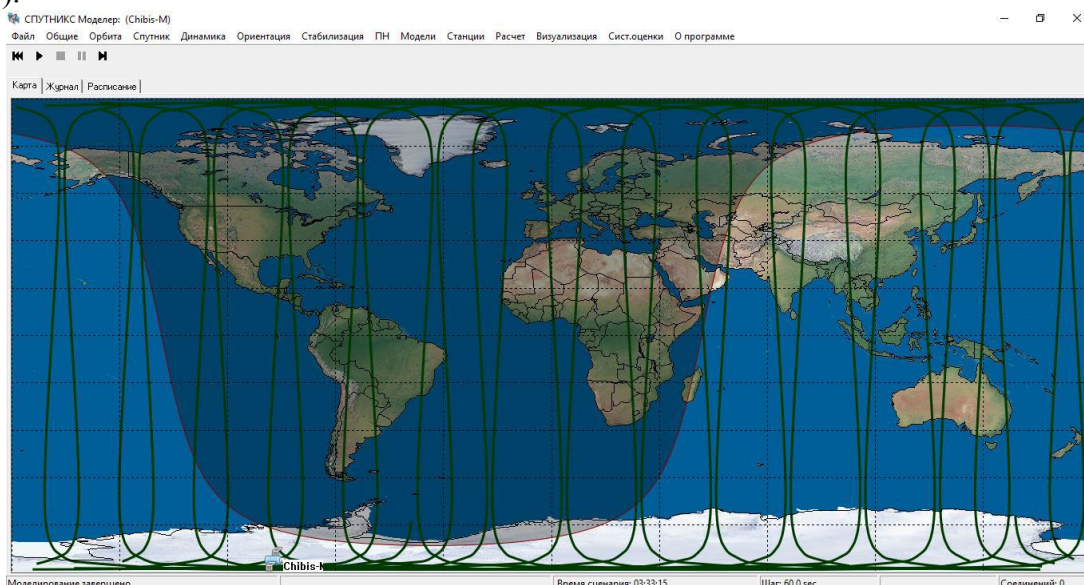 ).
СПУТНИКС Моделер: (Chibis-M)
Файл Общие Орбита Спутник Динамика Ориентация Стабилизация ПН Модели Станции Расчет Визуализация Сист.оценки О программе
Карта Журнал Расписание
Chibis-M
Моделирование завершено Время сценария: 03:33:15 Шаг: 60.0 sec Соединений: 0